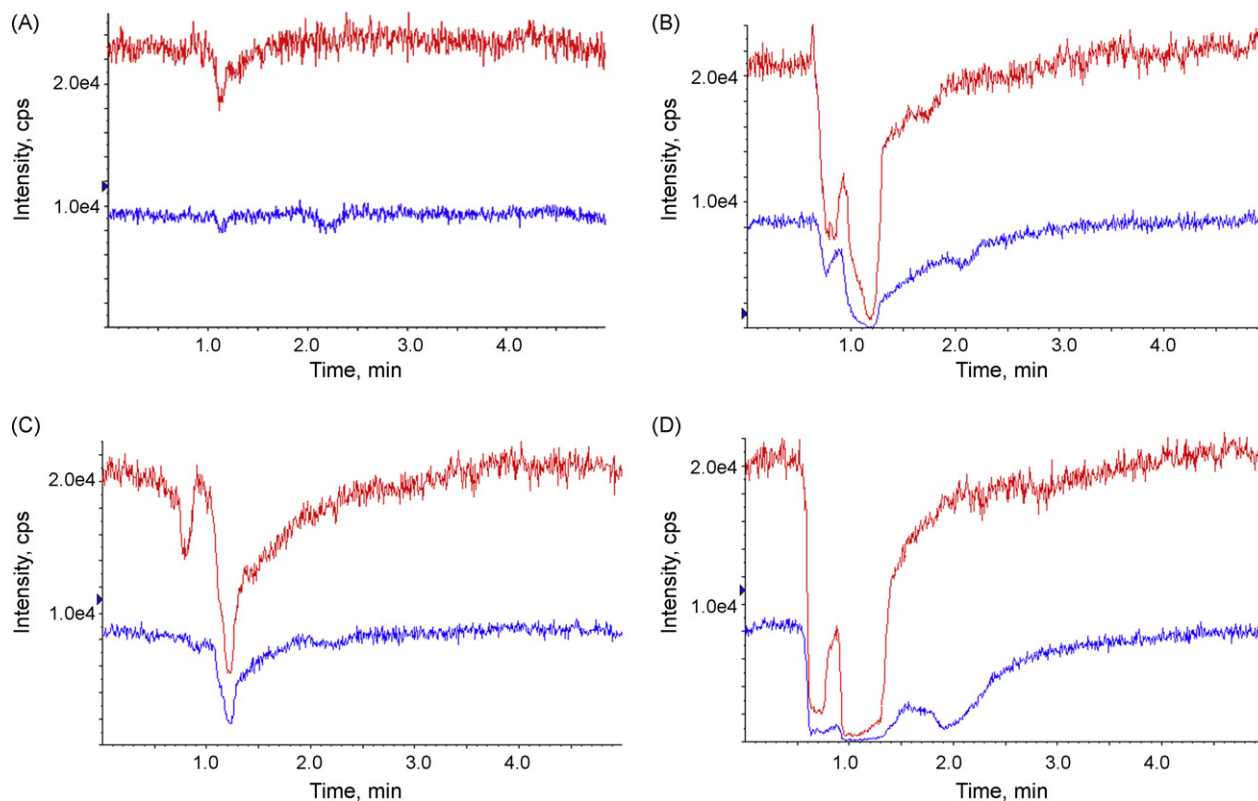 (A)
Intensity, cps
2.0e4
1.0e4
1.0 2.0 3.0 4.0
Time, min
(B)
Intensity, cps
2.0e4
1.0e4
1.0 2.0 3.0 4.0
Time, min
(C)
Intensity, cps
2.0e4
1.0e4
1.0 2.0 3.0 4.0
Time, min
(D)
Intensity, cps
2.0e4
1.0e4
1.0 2.0 3.0 4.0
Time, min